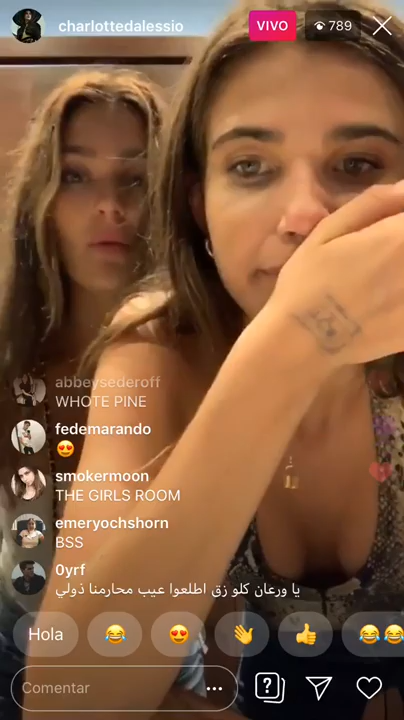 charlottedalessio
VIVO
789
abbeysederoff
WHOTE PINE
fedemarando
😍
smokermoon
THE GIRLS ROOM
emeryochshorn
BSS
0yrf
يا ورعان كلو زق اطلعوا عيب محارمنا ذولي
Hola 😂 😍 👋 👍 😂😂
Comentar